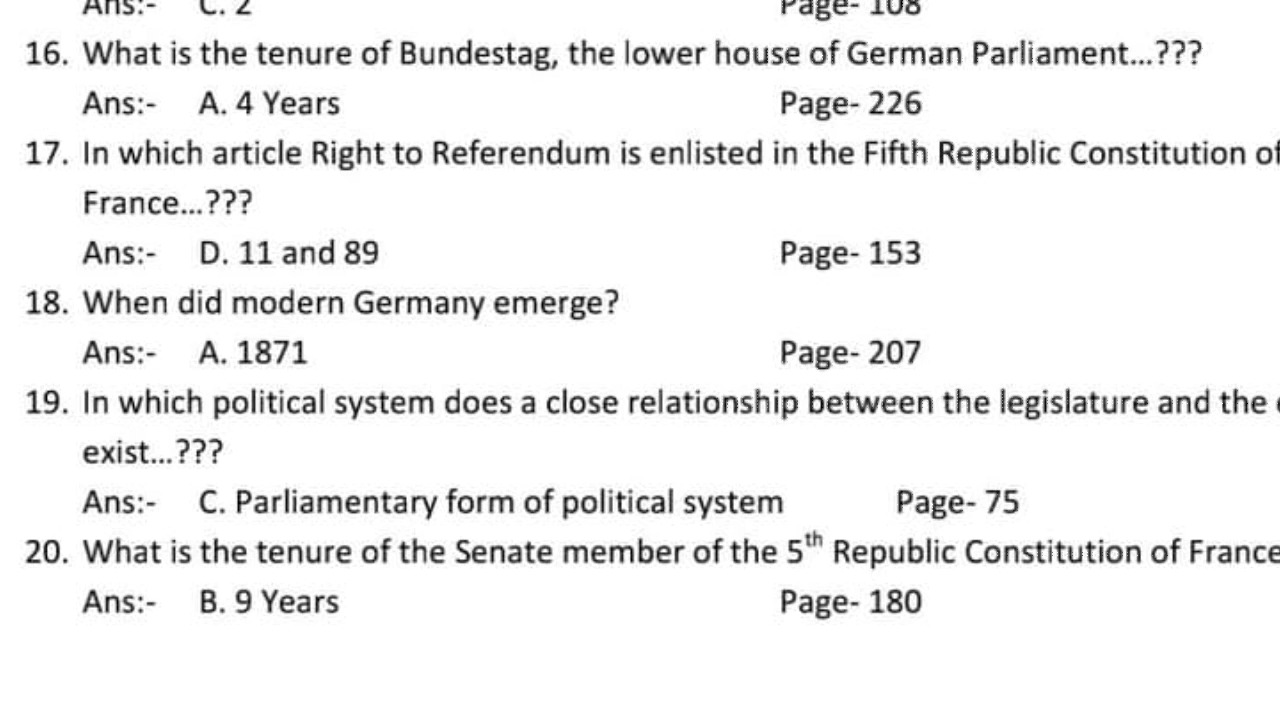 Ans:- C. 2 Page- 108
16. What is the tenure of Bundestag, the lower house of German Parliament...???
Ans:- A. 4 Years Page- 226
17. In which article Right to Referendum is enlisted in the Fifth Republic Constitution of
France...???
Ans:- D. 11 and 89 Page- 153
18. When did modern Germany emerge?
Ans:- A. 1871 Page- 207
19. In which political system does a close relationship between the legislature and the
exist...???
Ans:- C. Parliamentary form of political system Page- 75
20. What is the tenure of the Senate member of the 5th Republic Constitution of France
Ans:- B. 9 Years Page- 180